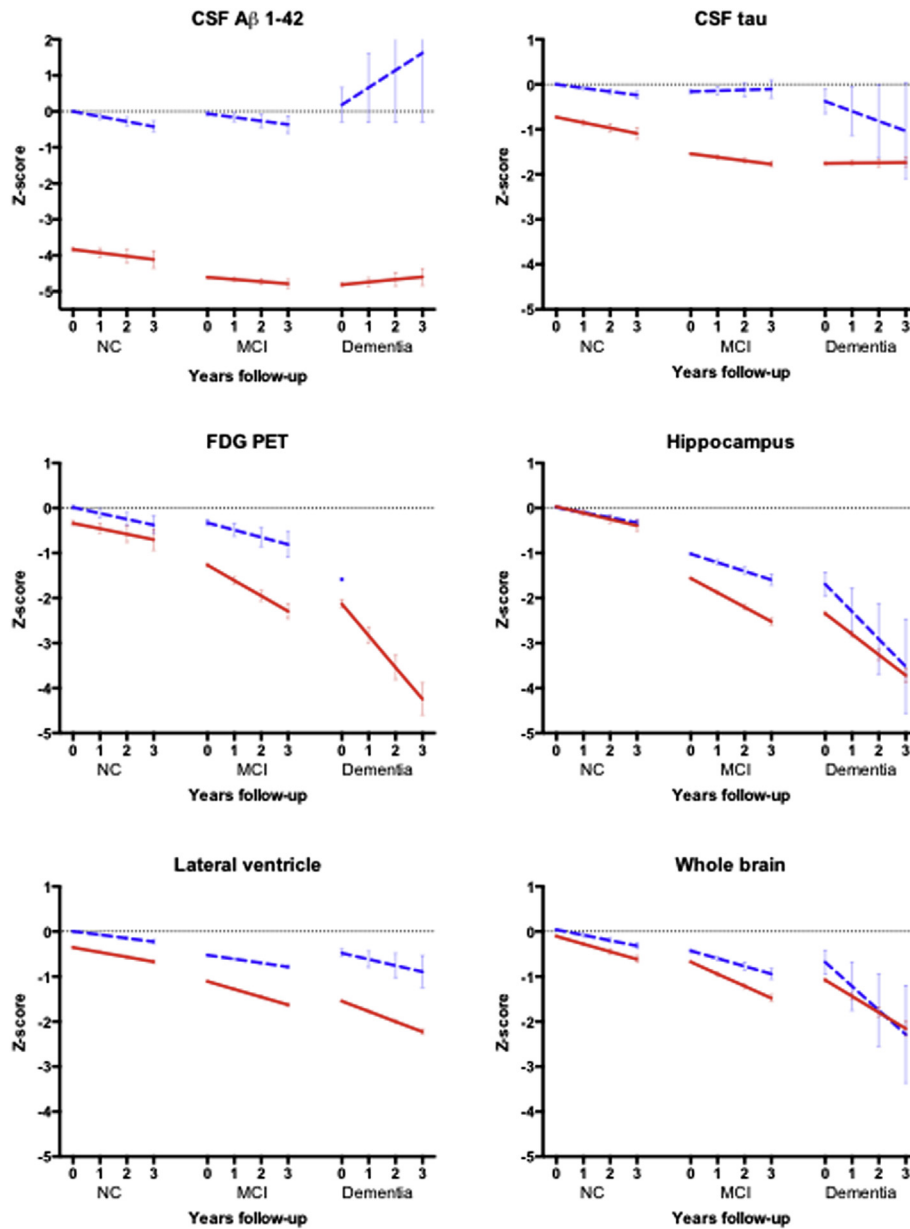 CSF Aβ 1-42
CSF tau
2
1
0
-1
-2
-3
-4
-5
Z-score
0 1 2 3 0 1 2 3 0 1 2 3
NC MCI Dementia
Years follow-up
1
0
-1
-2
-3
-4
-5
Z-score
0 1 2 3 0 1 2 3 0 1 2 3
NC MCI Dementia
Years follow-up
FDG PET
Hippocampus
1
0
-1
-2
-3
-4
-5
Z-score
0 1 2 3 0 1 2 3 0 1 2 3
NC MCI Dementia
Years follow-up
1
0
-1
-2
-3
-4
-5
Z-score
0 1 2 3 0 1 2 3 0 1 2 3
NC MCI Dementia
Years follow-up
Lateral ventricle
Whole brain
1
0
-1
-2
-3
-4
-5
Z-score
0 1 2 3 0 1 2 3 0 1 2 3
NC MCI Dementia
Years follow-up
1
0
-1
-2
-3
-4
-5
Z-score
0 1 2 3 0 1 2 3 0 1 2 3
NC MCI Dementia
Years follow-up